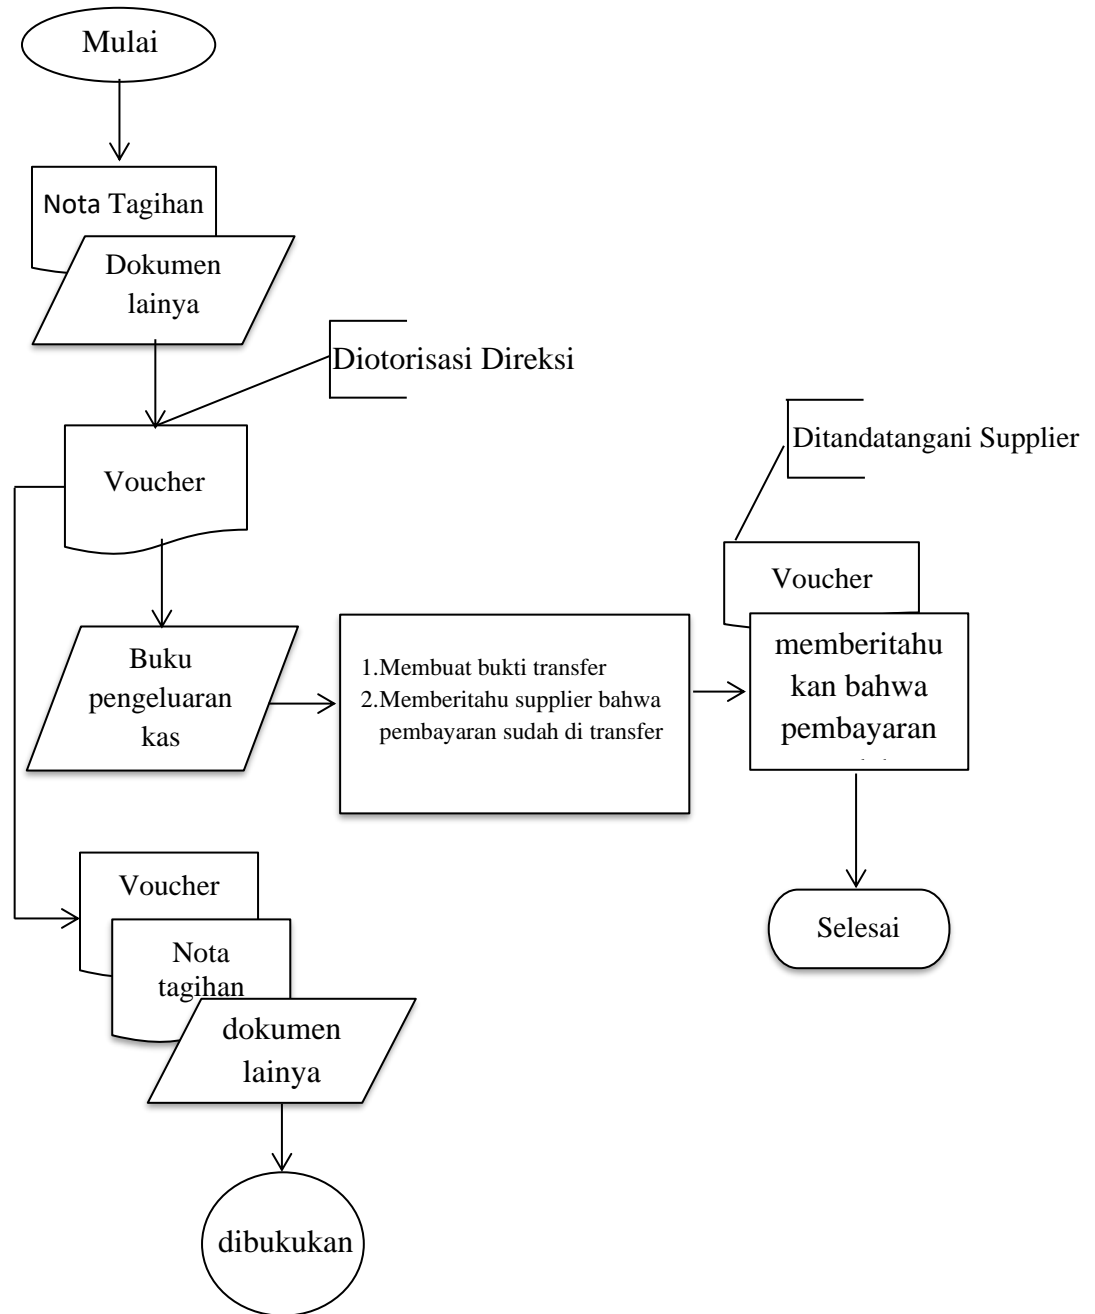 Mulai
Nota Tagihan
Dokumen
lainya
Diotorisasi Direksi
Ditandatangani Supplier
Voucher
Voucher
memberitahu
kan bahwa
pembayaran
Buku
pengeluaran
kas
1.Membuat bukti transfer
2.Memberitahu supplier bahwa
pembayaran sudah di transfer
Voucher
Nota
tagihan
dokumen
lainya
Selesai
dibukukan